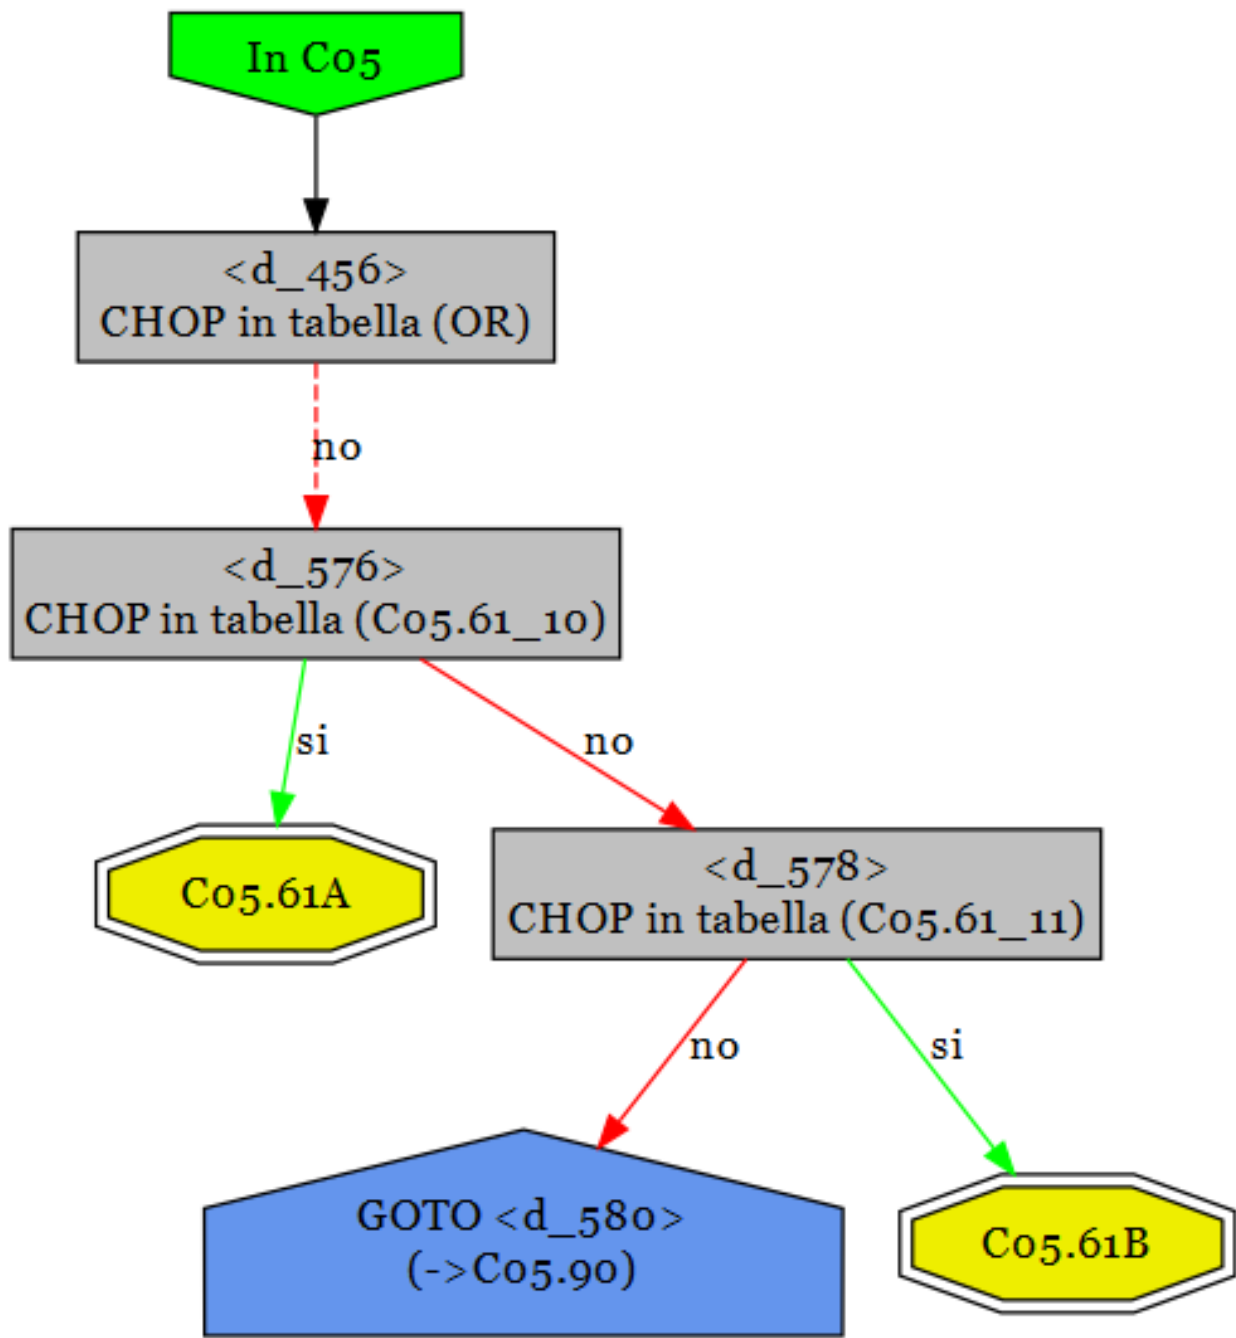 In C05
<d_456>
CHOP in tabella (OR)
no
<d_576>
CHOP in tabella (C05.61_10)
si
no
C05.61A
<d_578>
CHOP in tabella (C05.61_11)
no
si
GOTO <d_580>
(->C05.90)
C05.61B